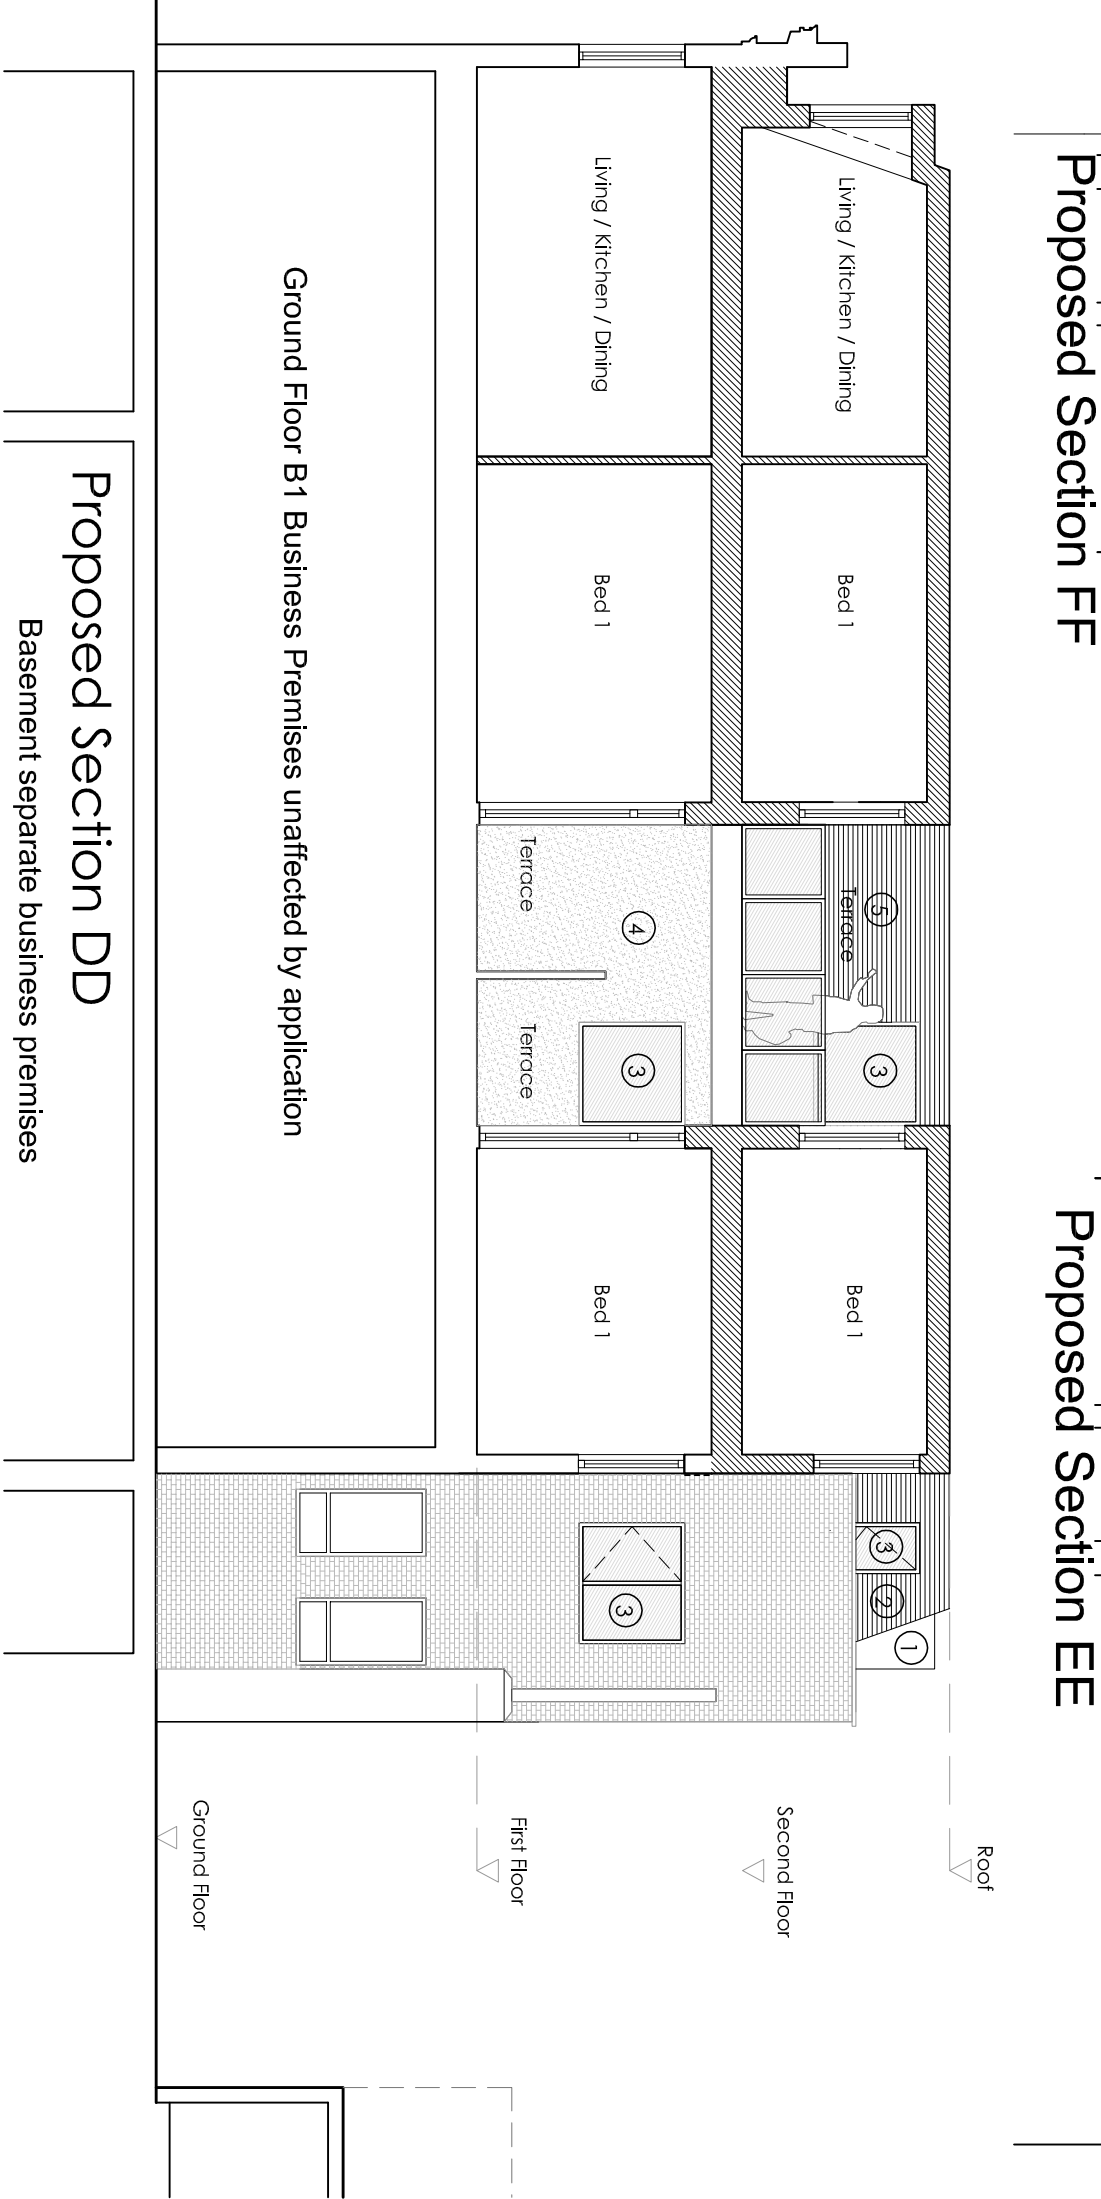 Proposed Section FF
Proposed Section EE
Roof
Living / Kitchen / Dining
Bed 1
5
Terrace
3
Bed 1
3
2
1
Second Floor
Living / Kitchen / Dining
Bed 1
4
Terrace
Terrace
3
Bed 1
3
First Floor
Ground Floor B1 Business Premises unaffected by application
Ground Floor
Proposed Section DD
Basement separate business premises